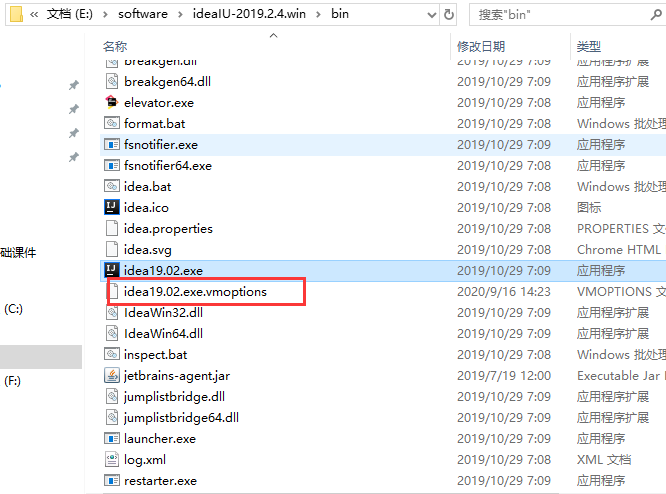 « 文档 (E:) › software › ideaIU-2019.2.4.win › bin 搜索"bin"
名称 修改日期 类型
breakgen.dll 2019/10/29 7:09 应用程序扩展
breakgen64.dll 2019/10/29 7:09 应用程序扩展
elevator.exe 2019/10/29 7:08 应用程序
format.bat 2019/10/29 7:08 Windows 批处理
fsnotifier.exe 2019/10/29 7:09 应用程序
fsnotifier64.exe 2019/10/29 7:09 应用程序
idea.bat 2019/10/29 7:08 Windows 批处理
idea.ico 2019/10/29 7:08 图标
idea.properties 2019/10/29 7:08 PROPERTIES 文
idea.svg 2019/10/29 7:08 Chrome HTML
础课件
idea19.02.exe 2019/10/29 7:09 应用程序
idea19.02.exe.vmoptions 2020/9/16 14:23 VMOPTIONS 文
(C:)
IdeaWin32.dll 2019/10/29 7:09 应用程序扩展
IdeaWin64.dll 2019/10/29 7:09 应用程序扩展
inspect.bat 2019/10/29 7:08 Windows 批处理
(F:)
jetbrains-agent.jar 2019/7/19 12:00 Executable Jar
jumplistbridge.dll 2019/10/29 7:09 应用程序扩展
jumplistbridge64.dll 2019/10/29 7:09 应用程序扩展
launcher.exe 2019/10/29 7:09 应用程序
log.xml 2019/10/29 7:08 XML 文档
restarter.exe 2019/10/29 7:09 应用程序